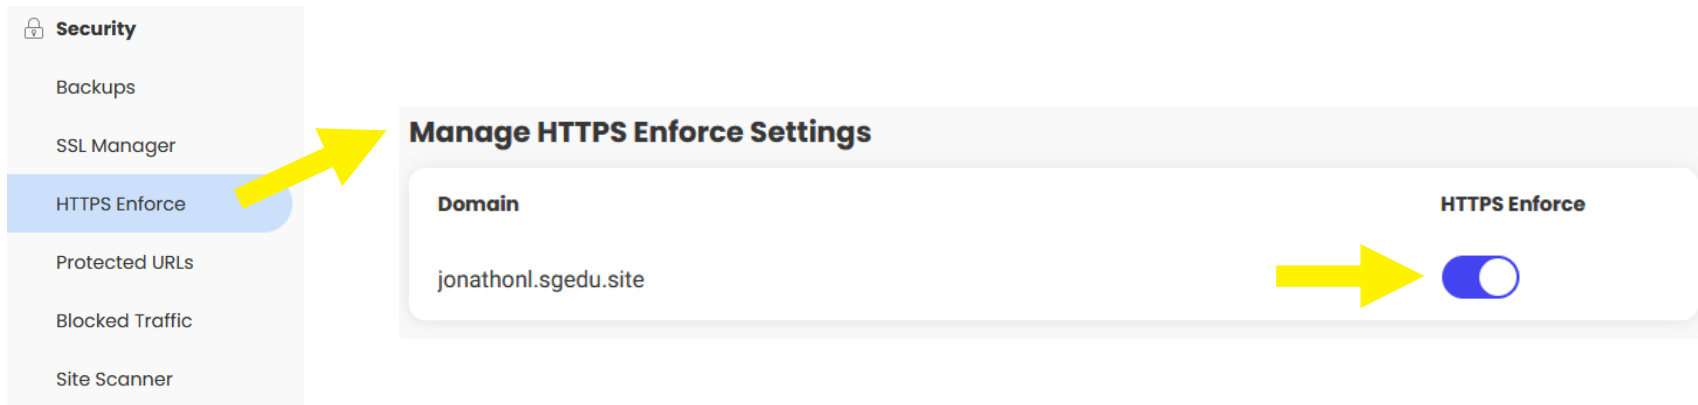 Security
Backups
SSL Manager
HTTPS Enforce
Protected URLs
Blocked Traffic
Site Scanner
Manage HTTPS Enforce Settings
Domain HTTPS Enforce
jonathonl.sgedu.site